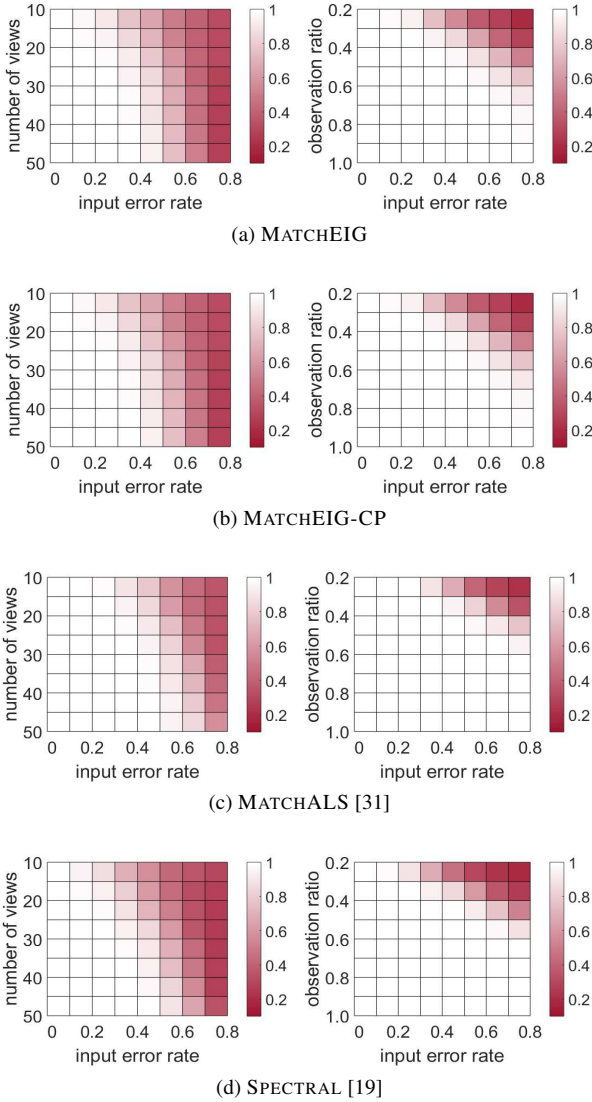 10
20
30
40
50
number of views
0 0.2 0.4 0.6 0.8
input error rate
1
0.8
0.6
0.4
0.2
0.2
0.4
0.6
0.8
1.0
observation ratio
0 0.2 0.4 0.6 0.8
input error rate
1
0.8
0.6
0.4
0.2
(a) MATCHEIG
10
20
30
40
50
number of views
0 0.2 0.4 0.6 0.8
input error rate
1
0.8
0.6
0.4
0.2
0.2
0.4
0.6
0.8
1.0
observation ratio
0 0.2 0.4 0.6 0.8
input error rate
1
0.8
0.6
0.4
0.2
(b) MATCHEIG-CP
10
20
30
40
50
number of views
0 0.2 0.4 0.6 0.8
input error rate
1
0.8
0.6
0.4
0.2
0.2
0.4
0.6
0.8
1.0
observation ratio
0 0.2 0.4 0.6 0.8
input error rate
1
0.8
0.6
0.4
0.2
(c) MATCHALS [31]
10
20
30
40
50
number of views
0 0.2 0.4 0.6 0.8
input error rate
1
0.8
0.6
0.4
0.2
0.2
0.4
0.6
0.8
1.0
observation ratio
0 0.2 0.4 0.6 0.8
input error rate
1
0.8
0.6
0.4
0.2
(d) SPECTRAL [19]